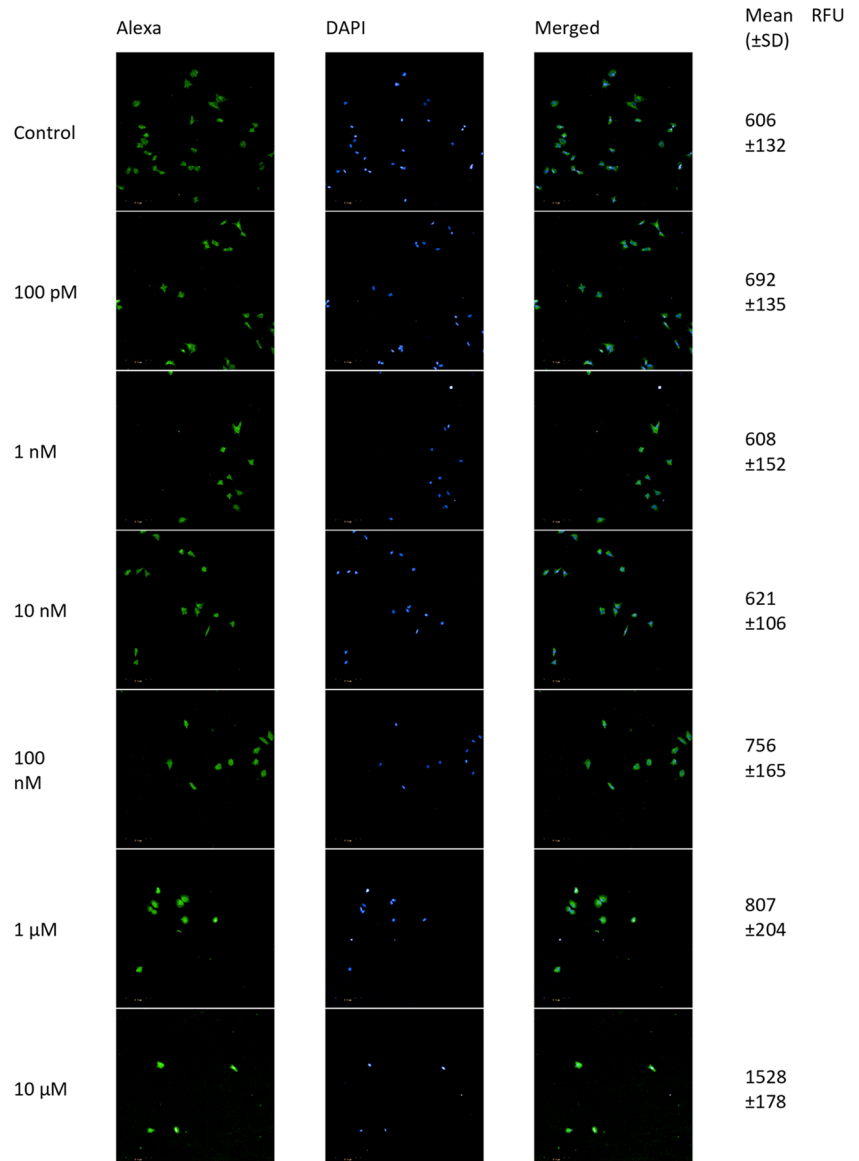 Alexa DAPI Merged Mean RFU
(±SD)
Control
606
±132
100 pM
692
±135
1 nM
608
±152
10 nM
621
±106
100
nM
756
±165
1 µM
807
±204
10 µM
1528
±178